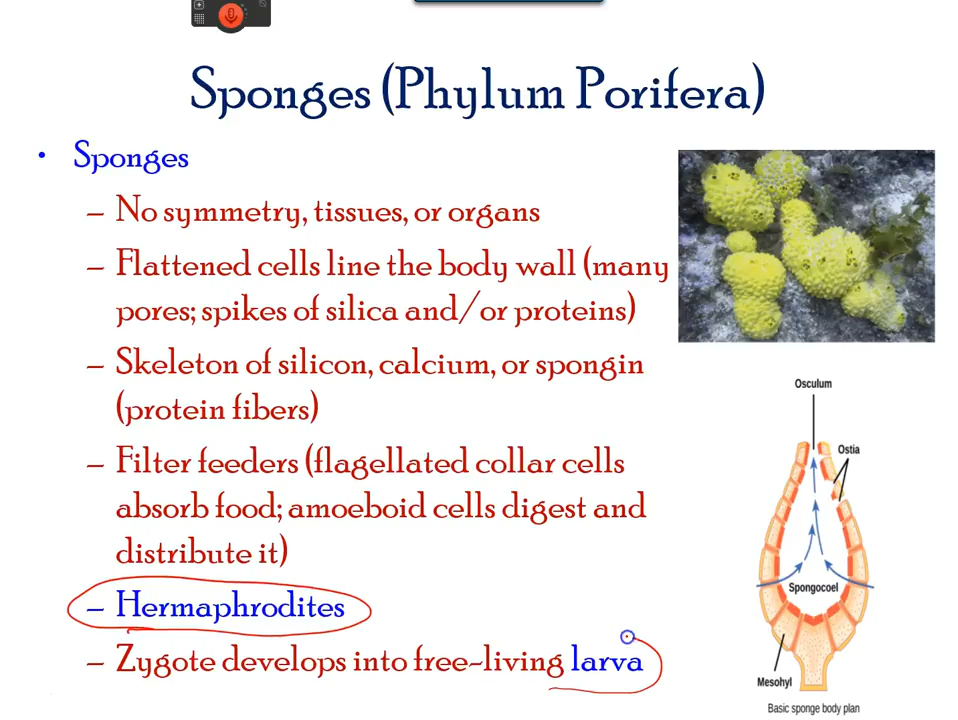 Sponges (Phylum Porifera)
• Sponges
– No symmetry, tissues, or organs
– Flattened cells line the body wall (many
pores; spikes of silica and/or proteins)
– Skeleton of silicon, calcium, or spongin
(protein fibers)
– Filter feeders (flagellated collar cells
absorb food; amoeboid cells digest and
distribute it)
– Hermaphrodites
– Zygote develops into free-living larva
Osculum
Ostia
Spongocoel
Mesohyl
Basic sponge body plan